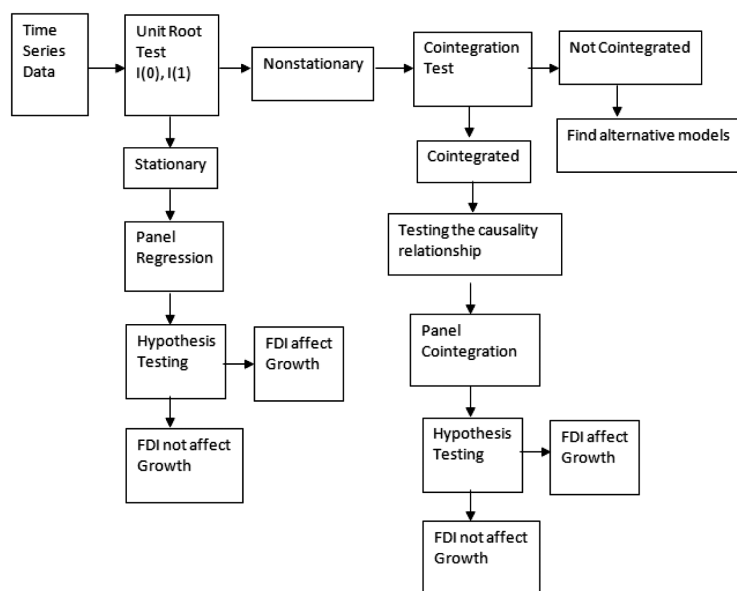 Time
Series
Data
Unit Root
Test
I(0), I(1)
Nonstationary
Cointegration
Test
Not Cointegrated
Find alternative models
Stationary
Cointegrated
Panel
Regression
Testing the causality
relationship
Hypothesis
Testing
FDI affect
Growth
FDI not affect
Growth
Panel
Cointegration
Hypothesis
Testing
FDI affect
Growth
FDI not affect
Growth